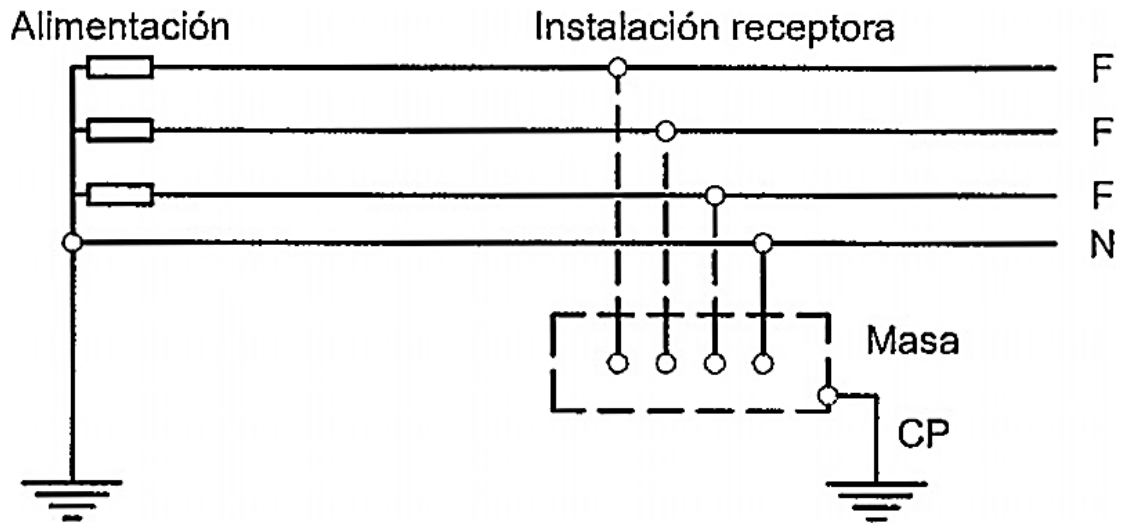 Alimentación
Instalación receptora
F
F
F
N
Masa
CP